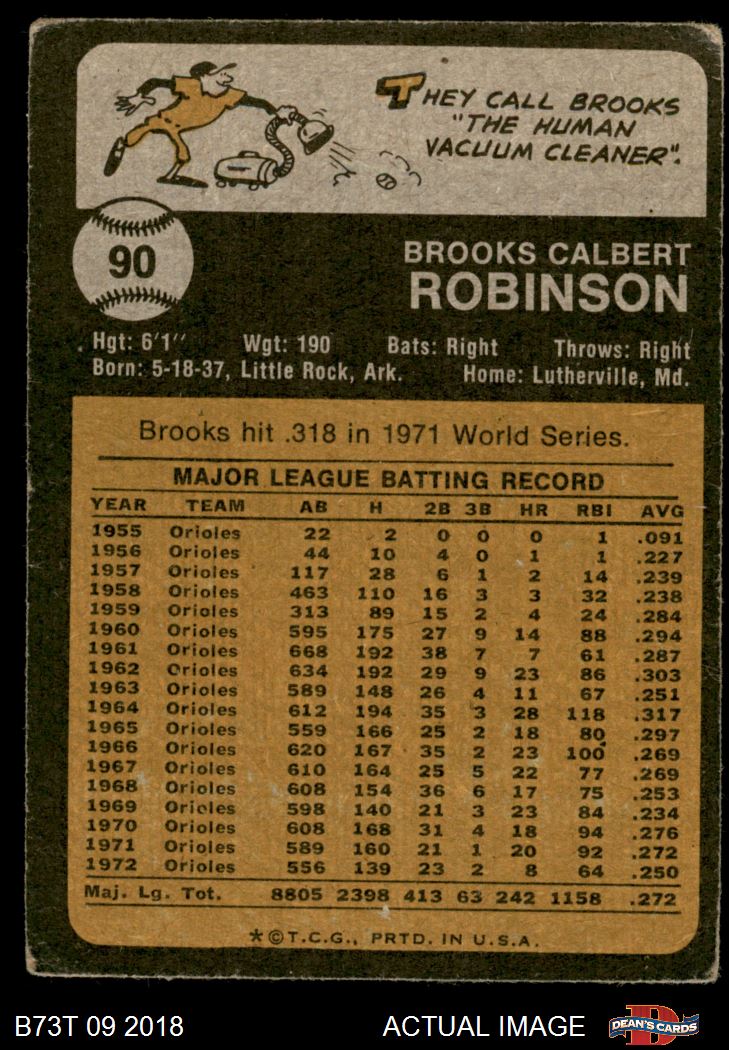 THEY CALL BROOKS
"THE HUMAN
VACUUM CLEANER".
90
BROOKS CALBERT
ROBINSON
Hgt: 6'1" Wgt: 190 Bats: Right Throws: Right
Born: 5-18-37, Little Rock, Ark. Home: Lutherville, Md.
Brooks hit .318 in 1971 World Series.
MAJOR LEAGUE BATTING RECORD
YEAR TEAM AB H 2B 3B HR RBI AVG
1955 Orioles 22 2 0 0 0 1 .091
1956 Orioles 44 10 4 0 1 1 .227
1957 Orioles 117 28 6 1 2 14 .239
1958 Orioles 463 110 16 3 3 32 .238
1959 Orioles 313 89 15 2 4 24 .284
1960 Orioles 595 175 27 9 14 88 .294
1961 Orioles 668 192 38 7 7 61 .287
1962 Orioles 634 192 29 9 23 86 .303
1963 Orioles 589 148 26 4 11 67 .251
1964 Orioles 612 194 35 3 28 118 .317
1965 Orioles 559 166 25 2 18 80 .297
1966 Orioles 620 167 35 2 23 100 .269
1967 Orioles 610 164 25 5 22 77 .269
1968 Orioles 608 154 36 6 17 75 .253
1969 Orioles 598 140 21 3 23 84 .234
1970 Orioles 608 168 31 4 18 94 .276
1971 Orioles 589 160 21 1 20 92 .272
1972 Orioles 556 139 23 2 8 64 .250
Maj. Lg. Tot. 8805 2398 413 63 242 1158 .272
*©T.C.G., PRTD. IN U.S.A.
B73T 09 2018 ACTUAL IMAGE D DEAN'S CARDS